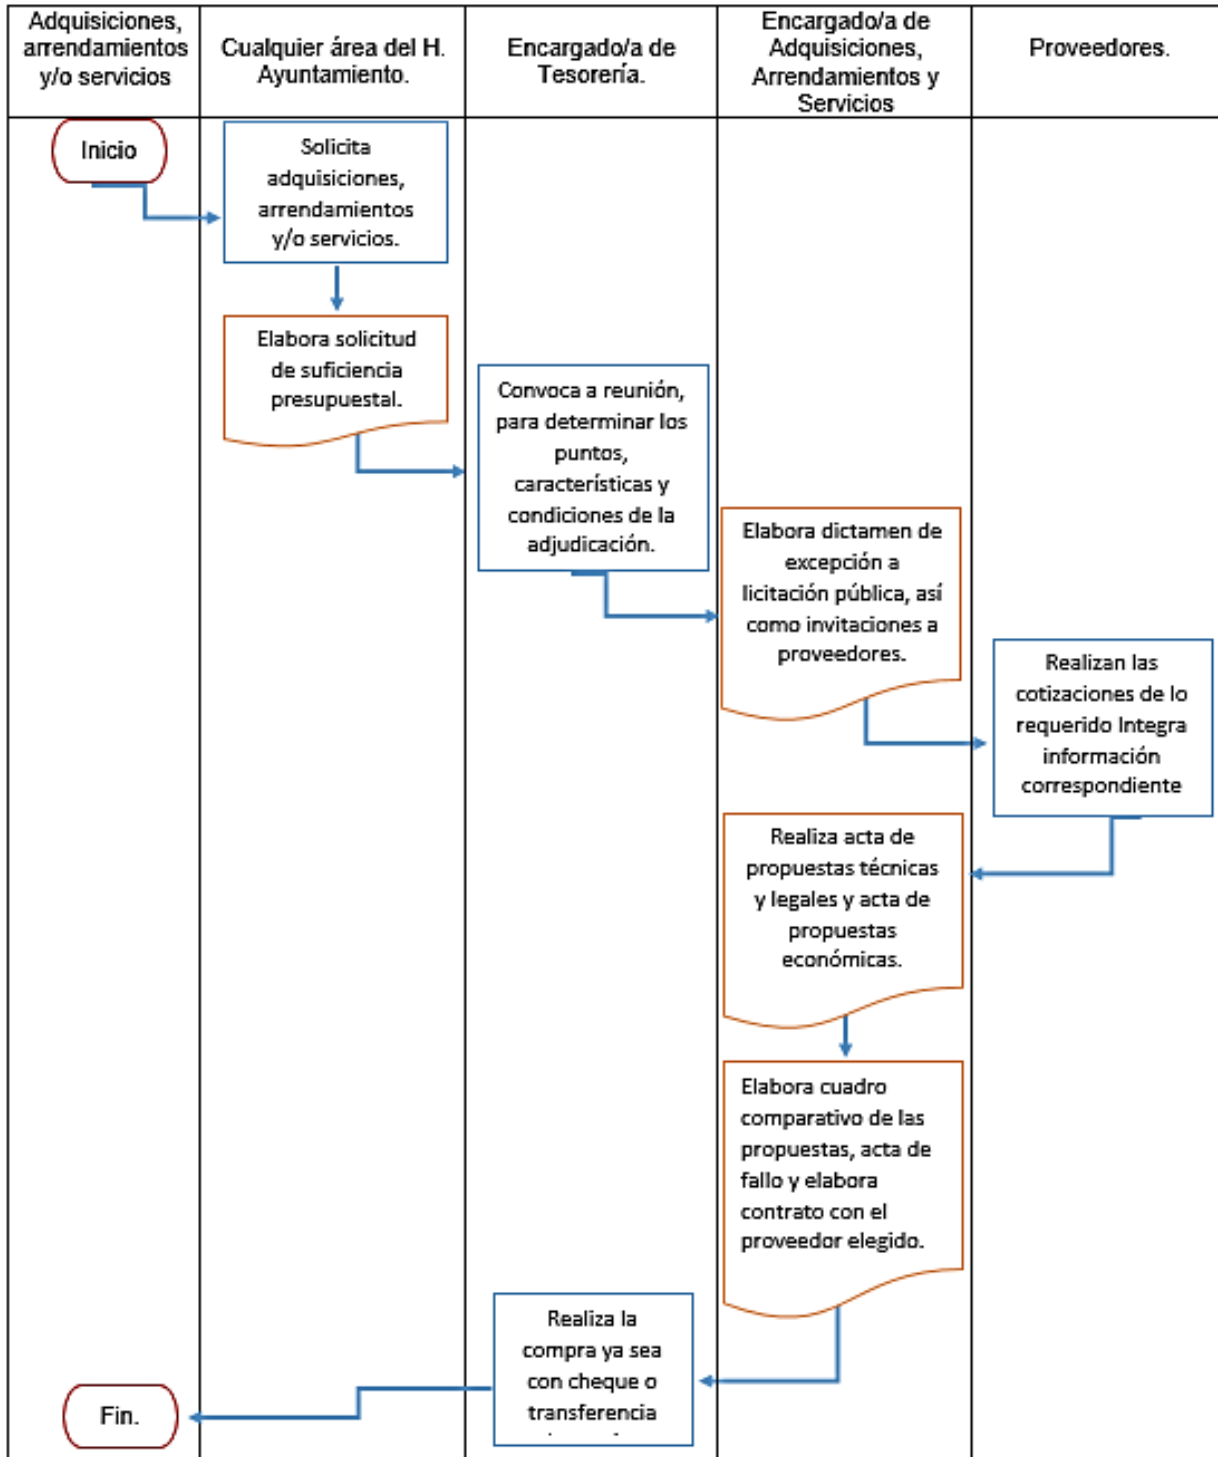 Adquisiciones,
arrendamientos
y/o servicios
Cualquier área del H.
Ayuntamiento.
Encargado/a de
Tesorería.
Encargado/a de
Adquisiciones,
Arrendamientos y
Servicios
Proveedores.
Inicio
Solicita
adquisiciones,
arrendamientos
y/o servicios.
Elabora solicitud
de suficiencia
presupuestal.
Convoca a reunión,
para determinar los
puntos,
características y
condiciones de la
adjudicación.
Elabora dictamen de
excepción a
licitación pública, así
como invitaciones a
proveedores.
Realizan las
cotizaciones de lo
requerido Integra
información
correspondiente
Realiza acta de
propuestas técnicas
y legales y acta de
propuestas
económicas.
Elabora cuadro
comparativo de las
propuestas, acta de
fallo y elabora
contrato con el
proveedor elegido.
Realiza la
compra ya sea
con cheque o
transferencia
Fin.